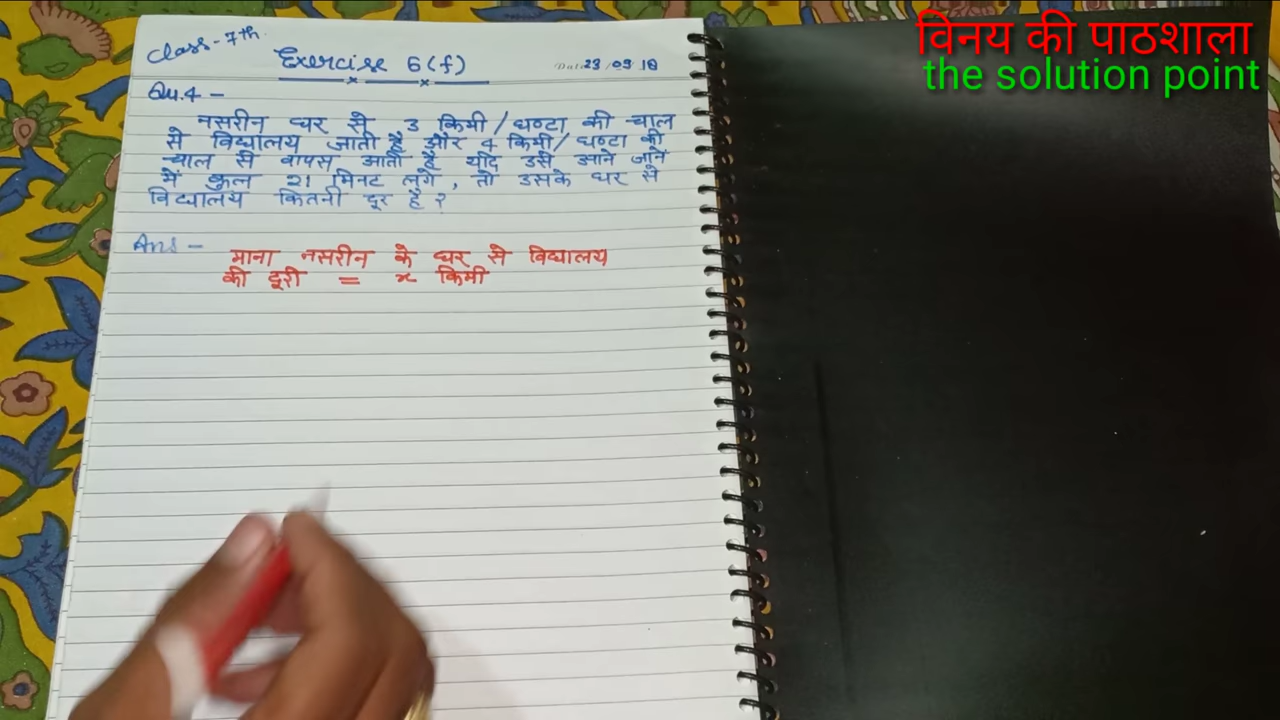 विनय की पाठशाला
the solution point
Class-7th.
Exercise 6(f)
23/09/18
Qu.4 -
नसरीन घर से 3 किमी/घण्टा की चाल
से विद्यालय जाती है और 4 किमी/घण्टा की
चाल से वापस आती है यदि उसे आने जाने
में कुल 21 मिनट लगे, तो उसके घर से
विद्यालय कितनी दूर है ?
Ans -
माना नसरीन के घर से विद्यालय
की दूरी = x किमी